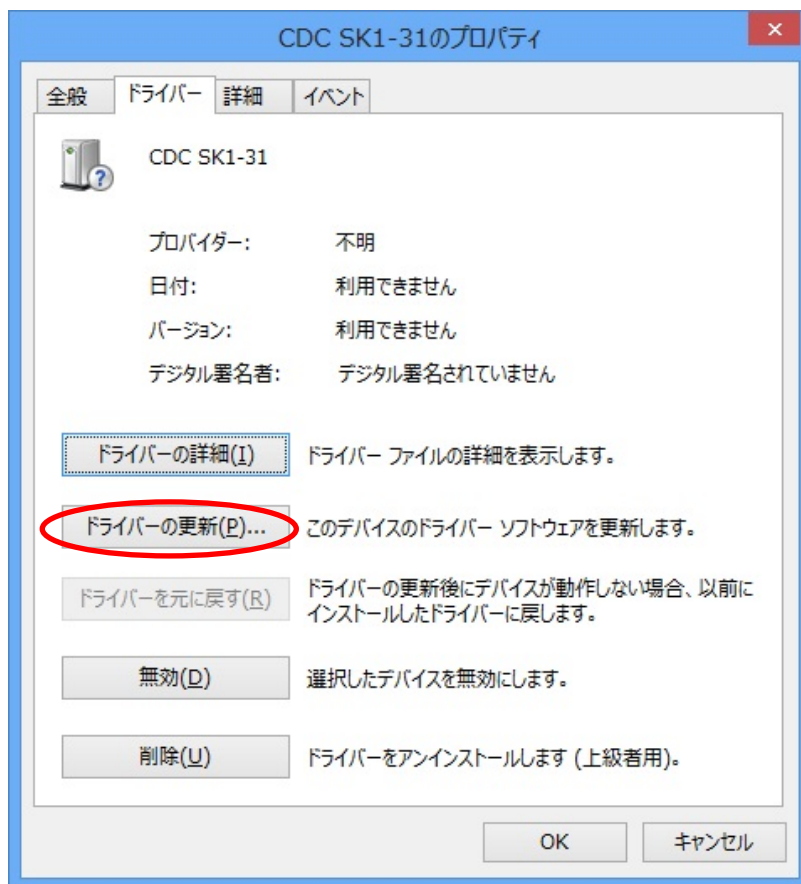 CDC SK1-31のプロパティ
全般 ドライバー 詳細 イベント
CDC SK1-31
プロバイダー: 不明
日付: 利用できません
バージョン: 利用できません
デジタル署名者: デジタル署名されていません
ドライバーの詳細(I) ドライバー ファイルの詳細を表示します。
ドライバーの更新(P)... このデバイスのドライバー ソフトウェアを更新します。
ドライバーを元に戻す(R) ドライバーの更新後にデバイスが動作しない場合、以前に
インストールしたドライバーに戻します。
無効(D) 選択したデバイスを無効にします。
削除(U) ドライバーをアンインストールします (上級者用)。
OK キャンセル